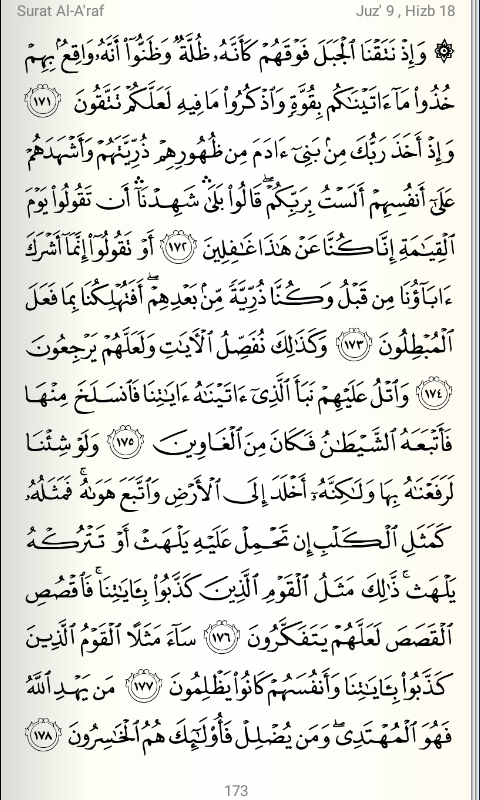 Surat Al-A'raf Juz' 9 , Hizb 18
۞ وَإِذْ نَتَقْنَا ٱلْجَبَلَ فَوْقَهُمْ كَأَنَّهُۥ ظُلَّةٌ وَظَنُّوٓا۟ أَنَّهُۥ وَاقِعٌۢ بِهِمْ
خُذُوا۟ مَآ ءَاتَيْنَٰكُم بِقُوَّةٍ وَٱذْكُرُوا۟ مَا فِيهِ لَعَلَّكُمْ تَتَّقُونَ ١٧١
وَإِذْ أَخَذَ رَبُّكَ مِنۢ بَنِىٓ ءَادَمَ مِن ظُهُورِهِمْ ذُرِّيَّتَهُمْ وَأَشْهَدَهُمْ
عَلَىٰٓ أَنفُسِهِمْ أَلَسْتُ بِرَبِّكُمْ ۖ قَالُوا۟ بَلَىٰ ۛ شَهِدْنَآ ۛ أَن تَقُولُوا۟ يَوْمَ
ٱلْقِيَٰمَةِ إِنَّا كُنَّا عَنْ هَٰذَا غَٰفِلِينَ ١٧٢ أَوْ تَقُولُوٓا۟ إِنَّمَآ أَشْرَكَ
ءَابَآؤُنَا مِن قَبْلُ وَكُنَّا ذُرِّيَّةً مِّنۢ بَعْدِهِمْ ۖ أَفَتُهْلِكُنَا بِمَا فَعَلَ
ٱلْمُبْطِلُونَ ١٧٣ وَكَذَٰلِكَ نُفَصِّلُ ٱلْءَايَٰتِ وَلَعَلَّهُمْ يَرْجِعُونَ
١٧٤ وَٱتْلُ عَلَيْهِمْ نَبَأَ ٱلَّذِىٓ ءَاتَيْنَٰهُ ءَايَٰتِنَا فَٱنسَلَخَ مِنْهَا
فَأَتْبَعَهُ ٱلشَّيْطَٰنُ فَكَانَ مِنَ ٱلْغَاوِينَ ١٧٥ وَلَوْ شِئْنَا
لَرَفَعْنَٰهُ بِهَا وَلَٰكِنَّهُۥٓ أَخْلَدَ إِلَى ٱلْأَرْضِ وَٱتَّبَعَ هَوَىٰهُ ۚ فَمَثَلُهُۥ
كَمَثَلِ ٱلْكَلْبِ إِن تَحْمِلْ عَلَيْهِ يَلْهَثْ أَوْ تَتْرُكْهُ
يَلْهَث ۚ ذَّٰلِكَ مَثَلُ ٱلْقَوْمِ ٱلَّذِينَ كَذَّبُوا۟ بِـَٔايَٰتِنَا ۚ فَٱقْصُصِ
ٱلْقَصَصَ لَعَلَّهُمْ يَتَفَكَّرُونَ ١٧٦ سَآءَ مَثَلًا ٱلْقَوْمُ ٱلَّذِينَ
كَذَّبُوا۟ بِـَٔايَٰتِنَا وَأَنفُسَهُمْ كَانُوا۟ يَظْلِمُونَ ١٧٧ مَن يَهْدِ ٱللَّهُ
فَهُوَ ٱلْمُهْتَدِى ۖ وَمَن يُضْلِلْ فَأُو۟لَٰٓئِكَ هُمُ ٱلْخَٰسِرُونَ ١٧٨
173